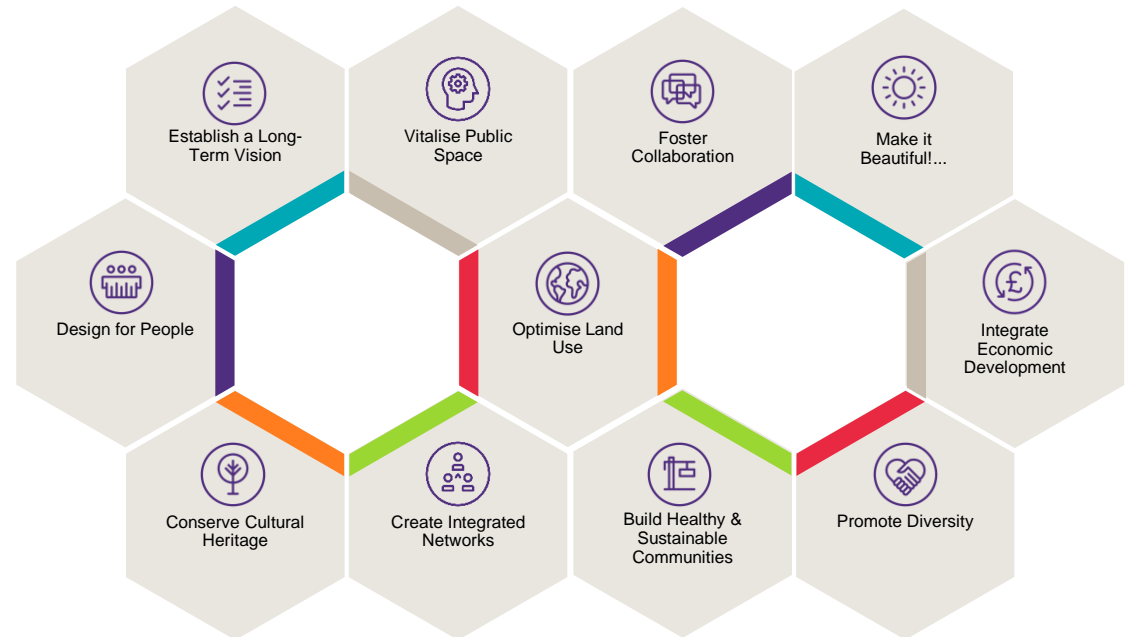 Establish a Long-
Term Vision
Vitalise Public
Space
Foster
Collaboration
Make it
Beautiful!...
Design for People
Optimise Land
Use
£
Integrate
Economic
Development
Conserve Cultural
Heritage
Create Integrated
Networks
Build Healthy &
Sustainable
Communities
Promote Diversity